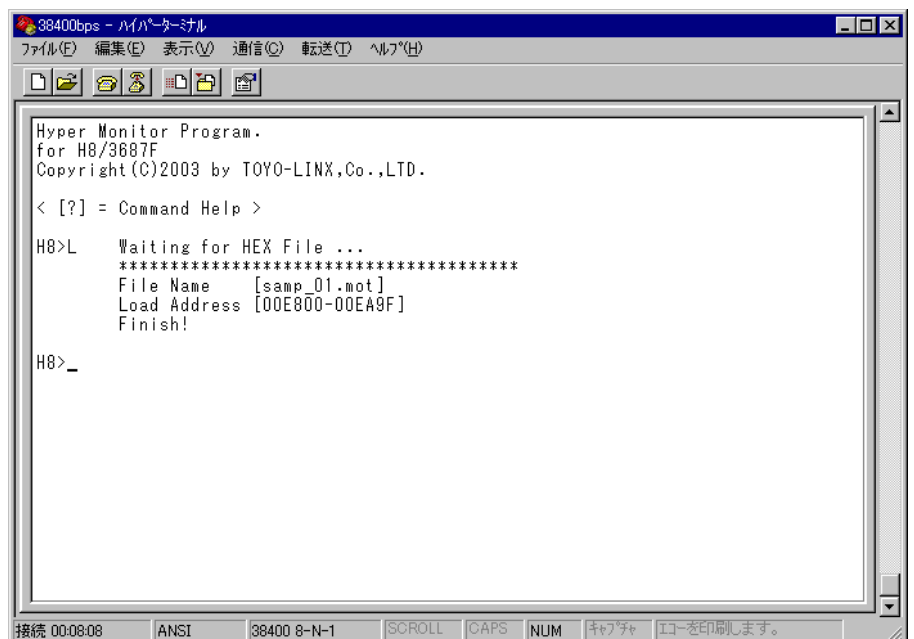 38400bps - ﾊｲﾊﾟｰﾀｰﾐﾅﾙ
ﾌｧｲﾙ(F) 編集(E) 表示(V) 通信(C) 転送(T) ﾍﾙﾌﾟ(H)
Hyper Monitor Program.
for H8/3687F
Copyright(C)2003 by TOYO-LINX,Co.,LTD.
< [?] = Command Help >
H8>L Waiting for HEX File ...
***************************************
File Name [samp_01.mot]
Load Address [00E800-00EA9F]
Finish!
H8>_
接続 00:08:08 ANSI 38400 8-N-1 SCROLL CAPS NUM ｷｬﾌﾟﾁｬ ｴｺｰを印刷します。